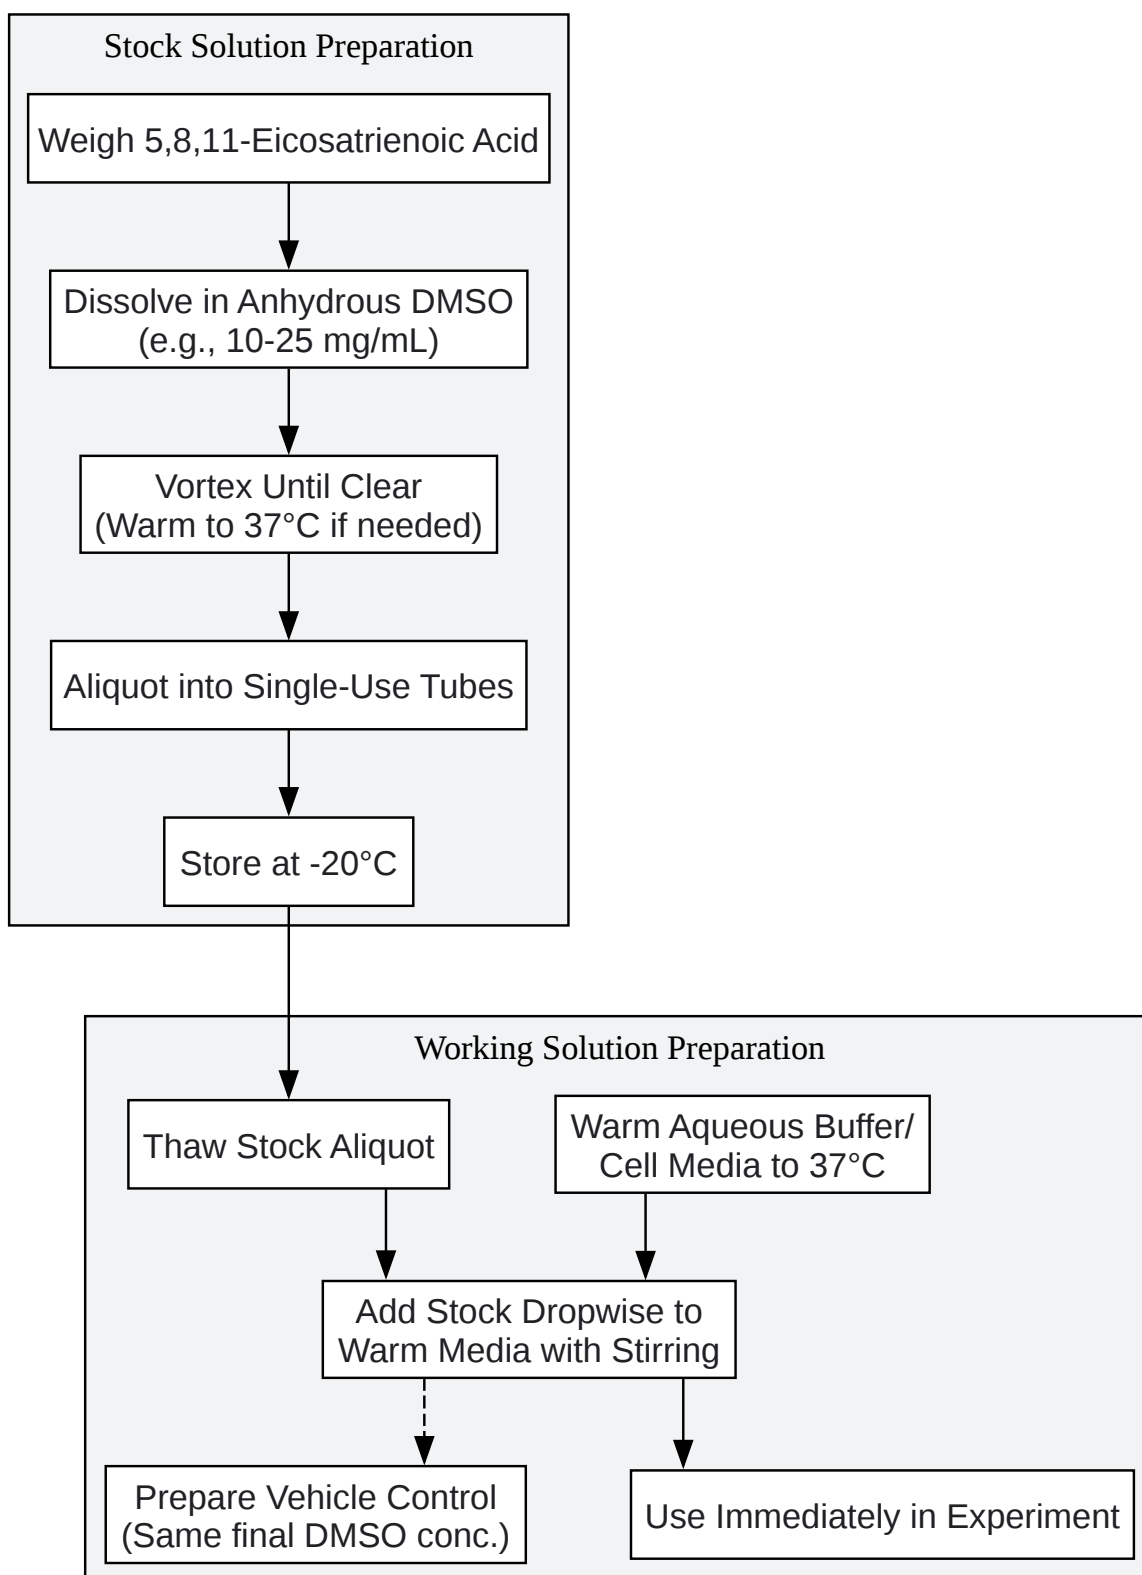 Stock Solution Preparation
Weigh 5,8,11-Eicosatrienoic Acid
Dissolve in Anhydrous DMSO
(e.g., 10-25 mg/mL)
Vortex Until Clear
(Warm to 37°C if needed)
Aliquot into Single-Use Tubes
Store at -20°C
Working Solution Preparation
Thaw Stock Aliquot
Warm Aqueous Buffer/
Cell Media to 37°C
Add Stock Dropwise to
Warm Media with Stirring
Prepare Vehicle Control
(Same final DMSO conc.)
Use Immediately in Experiment